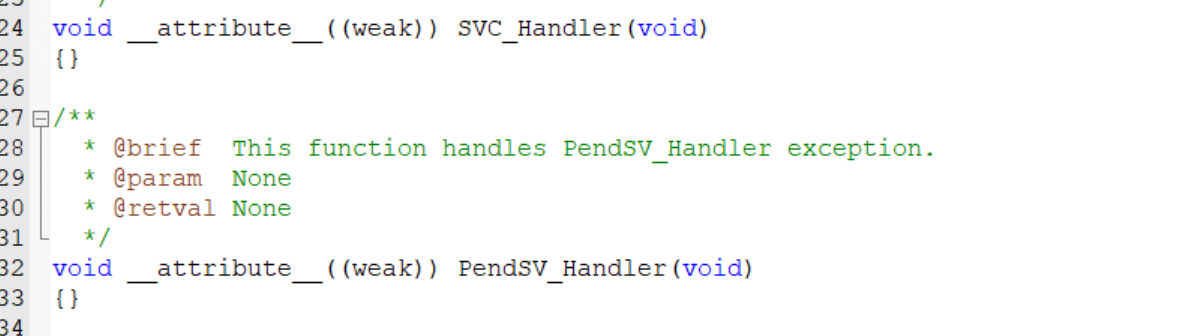 */
24 void __attribute__((weak)) SVC_Handler(void)
25 {}
26
27 /**
28 * @brief  This function handles PendSV_Handler exception.
29 * @param  None
30 * @retval None
31 */
32 void __attribute__((weak)) PendSV_Handler(void)
33 {}
34